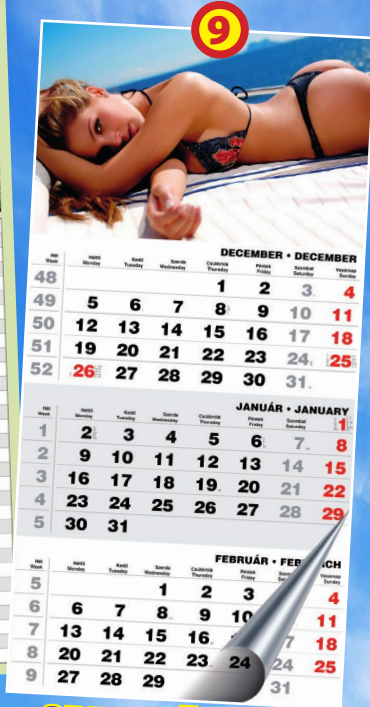 9
DECEMBER • DECEMBER
Hét Week Hétfő Monday Kedd Tuesday Szerda Wednesday Csütörtök Thursday Péntek Friday Szombat Saturday Vasárnap Sunday
48 1 2 3 4
49 5 6 7 8 9 10 11
50 12 13 14 15 16 17 18
51 19 20 21 22 23 24 25
52 26 27 28 29 30 31
JANUÁR • JANUARY
Hét Week Hétfő Monday Kedd Tuesday Szerda Wednesday Csütörtök Thursday Péntek Friday Szombat Saturday 1
1 2 3 4 5 6 7 8
2 9 10 11 12 13 14 15
3 16 17 18 19 20 21 22
4 23 24 25 26 27 28 29
5 30 31
FEBRUÁR • FEB
Hét Week Hétfő Monday Kedd Tuesday Szerda Wednesday Csütörtök Thursday Péntek Friday Vasárnap Sunday
5 1 2 3 4
6 6 7 8 9 10 11
7 13 14 15 16 18
8 20 21 22 23 24 24 25
9 27 28 29 31